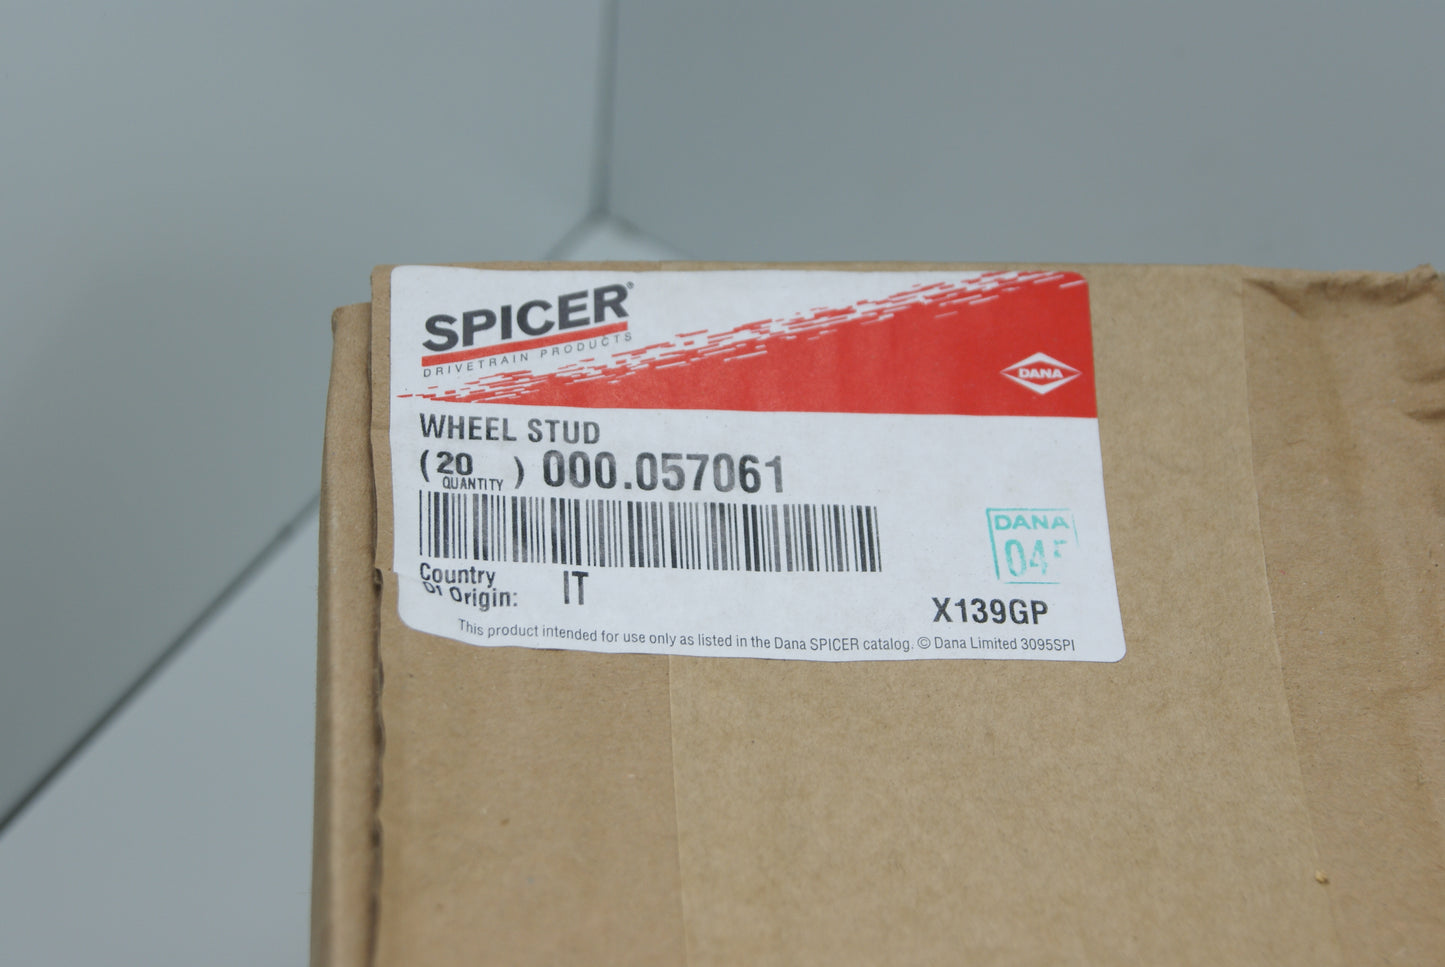 SPICER®
DRIVETRAIN PRODUCTS
DANA
WHEEL STUD
(20) 000.057061
QUANTITY
DANA
04
Country
Of Origin: IT
X139GP
This product intended for use only as listed in the Dana SPICER catalog. © Dana Limited 3095SPI